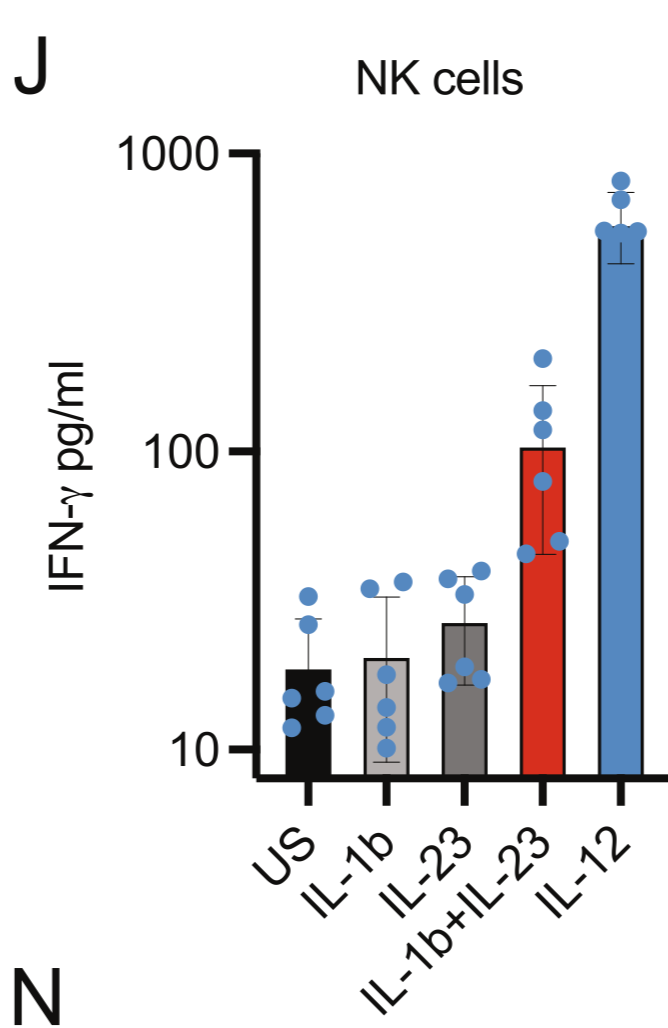 J
NK cells
1000
100
10
IFN-γ pg/ml
US
IL-1b
IL-23
IL-1b+IL-23
IL-12
N